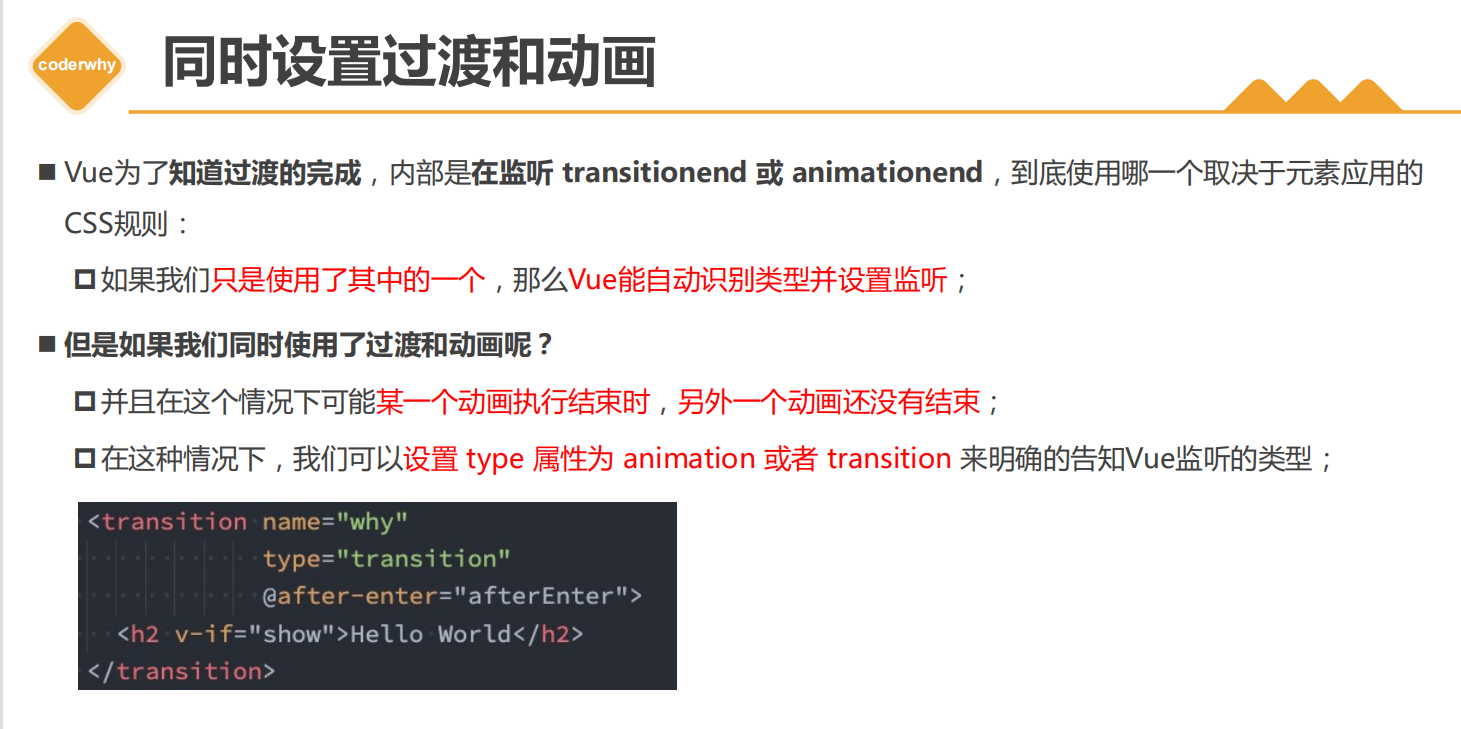 coderwhy
同时设置过渡和动画
Vue为了知道过渡的完成，内部是在监听 transitionend 或 animationend，到底使用哪一个取决于元素应用的
CSS规则：
如果我们只是使用了其中的一个，那么Vue能自动识别类型并设置监听；
但是如果我们同时使用了过渡和动画呢？
并且在这个情况下可能某一个动画执行结束时，另外一个动画还没有结束；
在这种情况下，我们可以设置 type 属性为 animation 或者 transition 来明确的告知Vue监听的类型；
<transition name="why"
type="transition"
@after-enter="afterEnter">
<h2 v-if="show">Hello World</h2>
</transition>